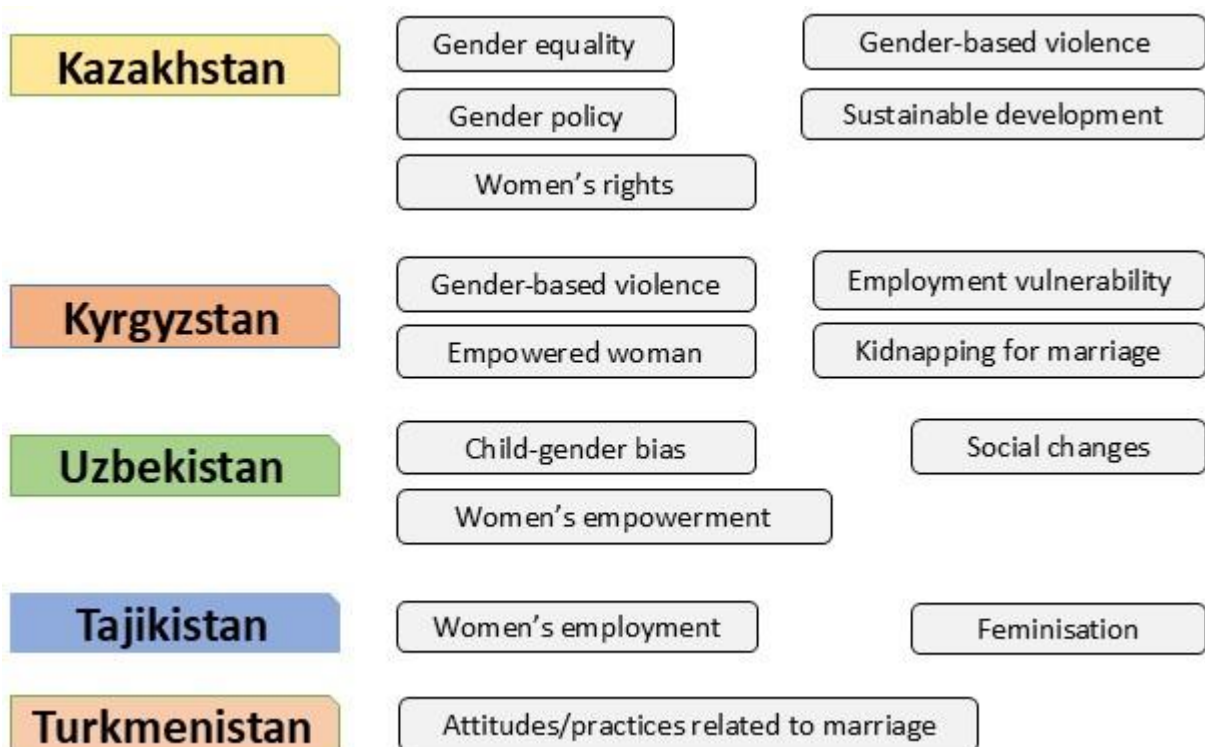 Kazakhstan
Gender equality
Gender-based violence
Gender policy
Sustainable development
Women’s rights
Kyrgyzstan
Gender-based violence
Employment vulnerability
Empowered woman
Kidnapping for marriage
Uzbekistan
Child-gender bias
Social changes
Women’s empowerment
Tajikistan
Women’s employment
Feminisation
Turkmenistan
Attitudes/practices related to marriage